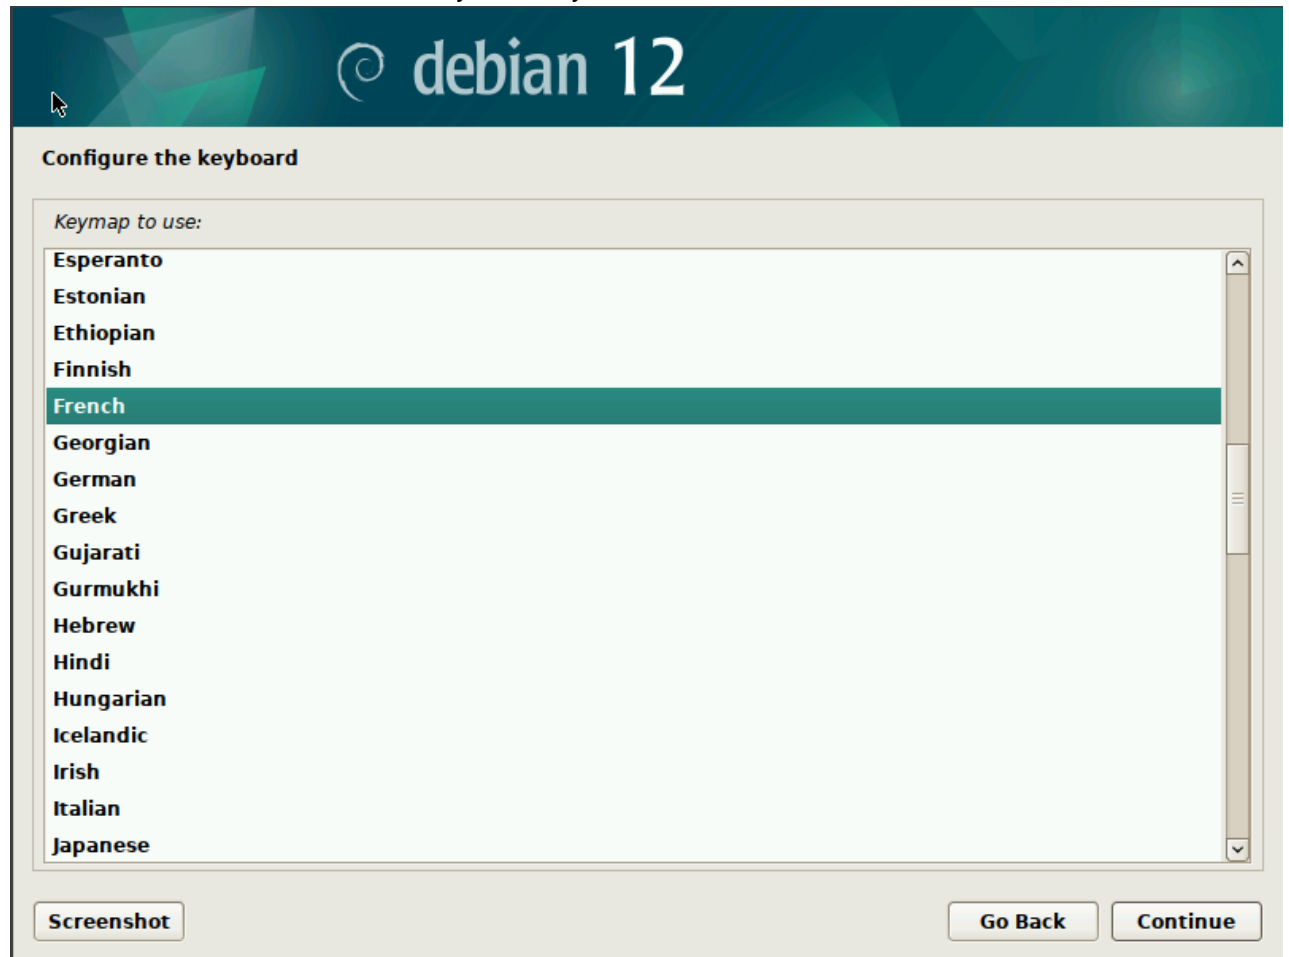 debian 12
Configure the keyboard
Keymap to use:
Esperanto
Estonian
Ethiopian
Finnish
French
Georgian
German
Greek
Gujarati
Gurmukhi
Hebrew
Hindi
Hungarian
Icelandic
Irish
Italian
Japanese
Screenshot
Go Back
Continue